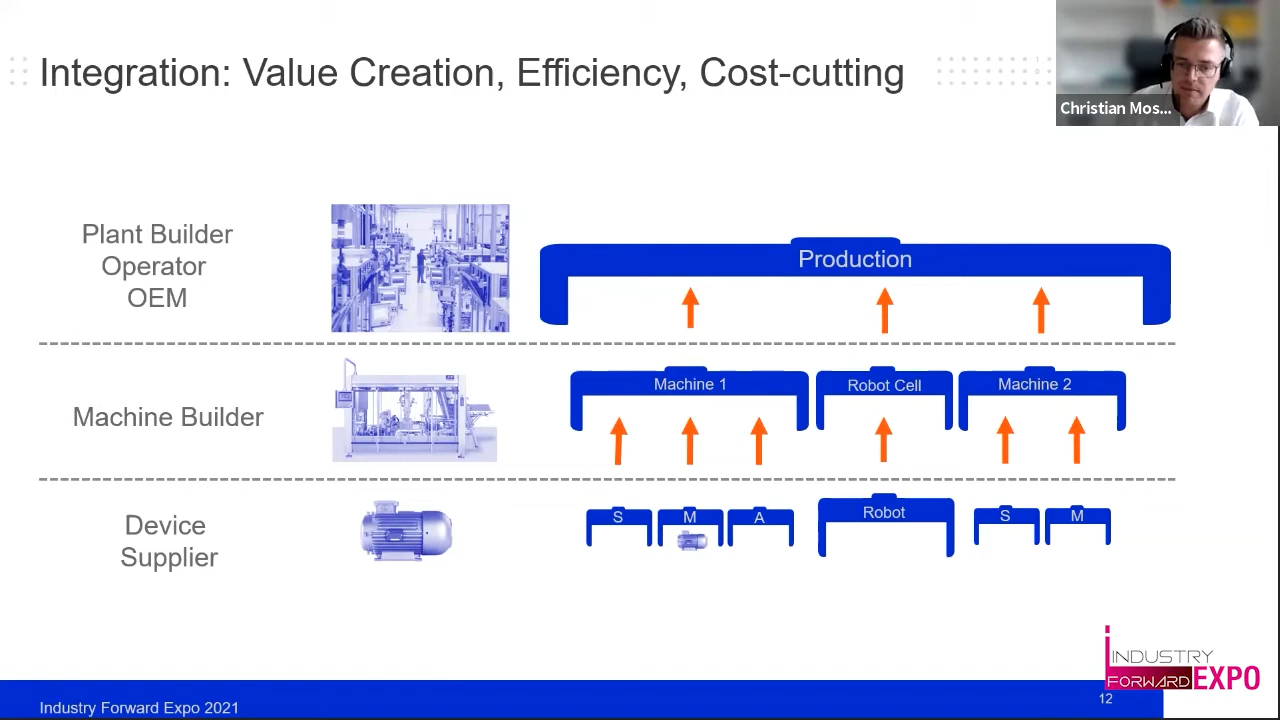 Integration: Value Creation, Efficiency, Cost-cutting
Christian Mos...
Plant Builder
Operator
OEM
Production
Machine Builder
Machine 1
Robot Cell
Machine 2
Device
Supplier
S
M
A
Robot
S
M
INDUSTRY
FORWARD EXPO
Industry Forward Expo 2021
12